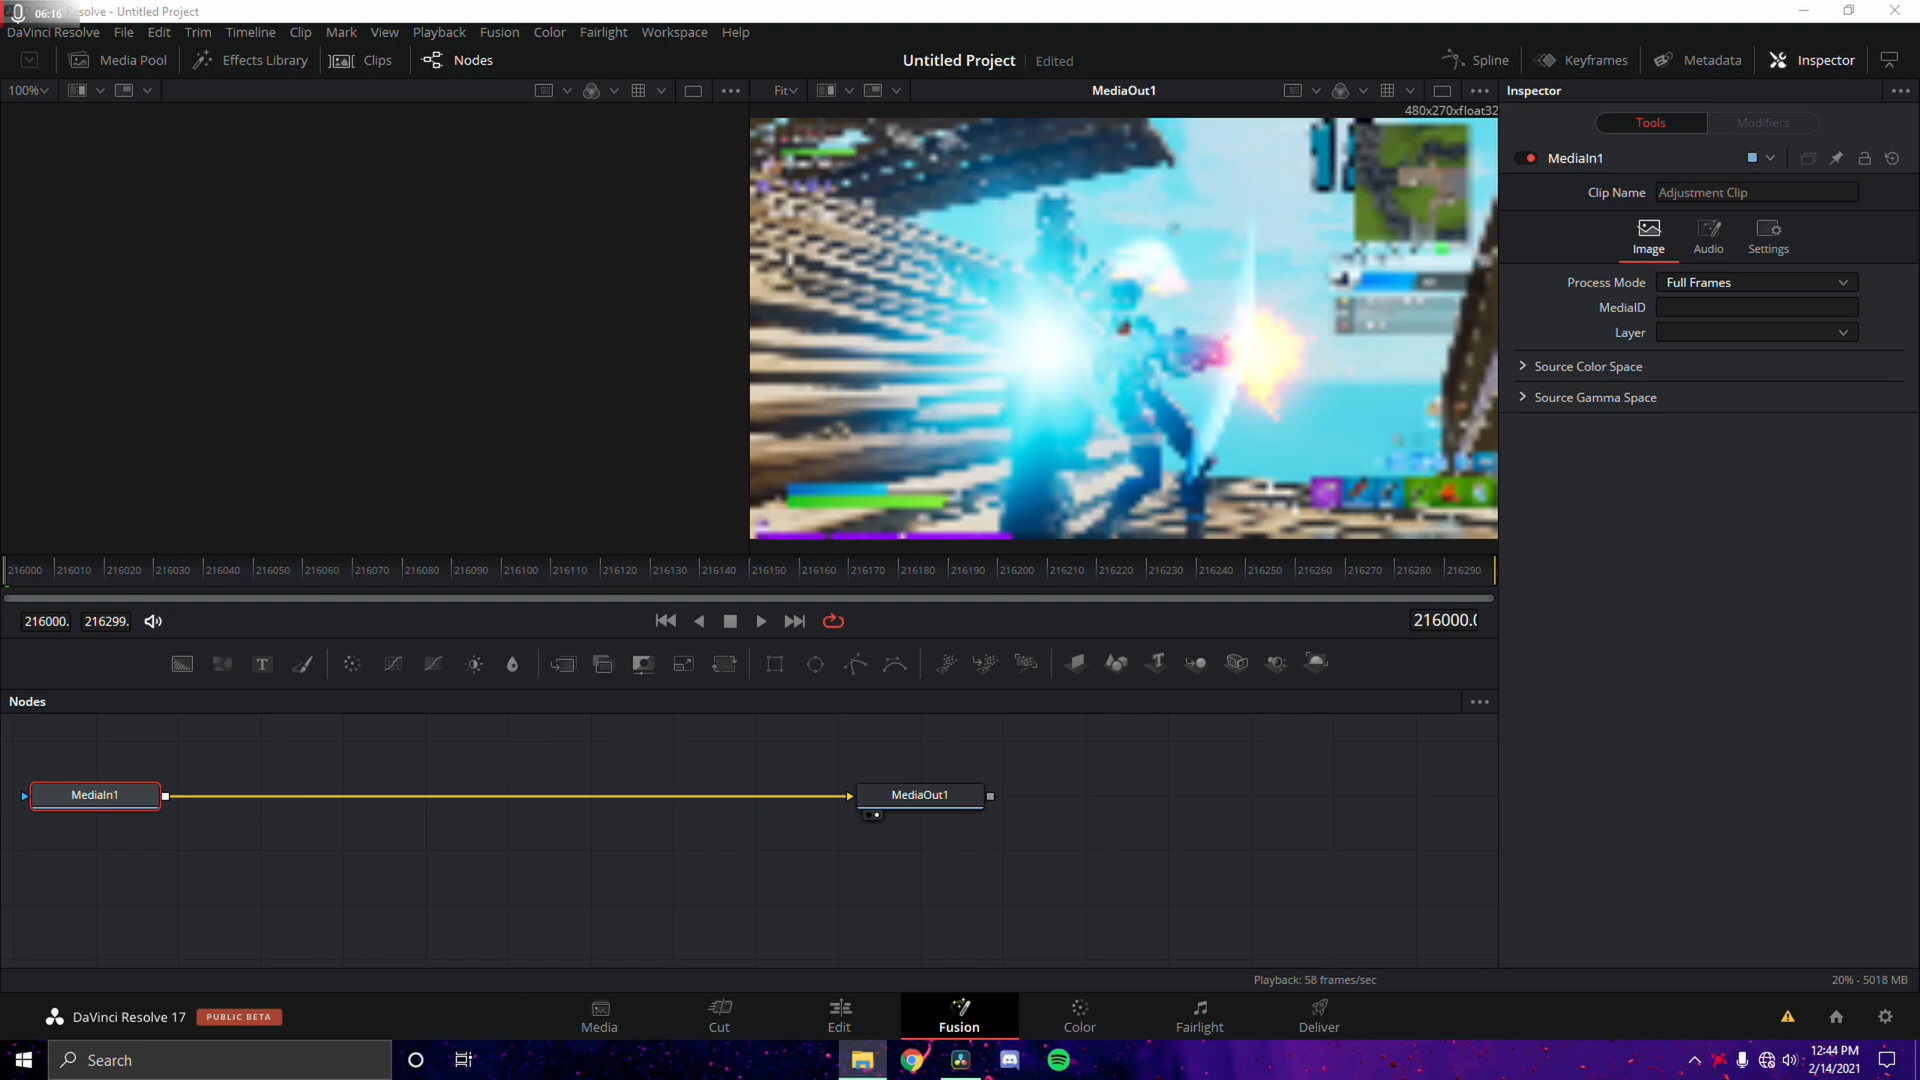 06:16
esolve - Untitled Project
DaVinci Resolve File Edit Trim Timeline Clip Mark View Playback Fusion Color Fairlight Workspace Help
Media Pool Effects Library Clips Nodes Untitled Project Edited Spline Keyframes Metadata Inspector
100% Fit MediaOut1 Inspector
480x270xfloat32
Tools Modifiers
MediaIn1
Clip Name Adjustment Clip
Image Audio Settings
Process Mode Full Frames
MediaID
Layer
Source Color Space
Source Gamma Space
216000 216010 216020 216030 216040 216050 216060 216070 216080 216090 216100 216110 216120 216130 216140 216150 216160 216170 216180 216190 216200 216210 216220 216230 216240 216250 216260 216270 216280 216290
216000. 216299. 216000.0
Nodes
MediaIn1 MediaOut1
Playback: 58 frames/sec 20% - 5018 MB
DaVinci Resolve 17 PUBLIC BETA Media Cut Edit Fusion Color Fairlight Deliver
Search
12:44 PM
2/14/2021